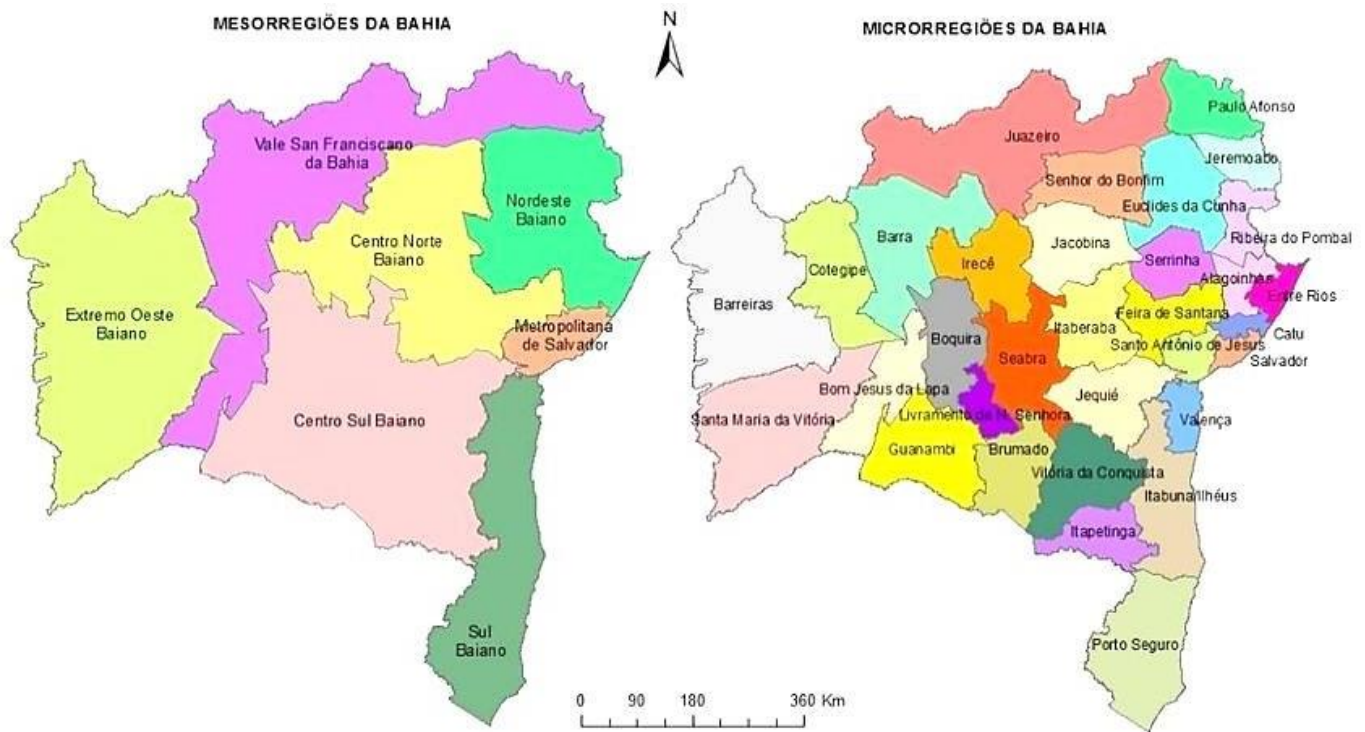 MESORREGIÕES DA BAHIA
Vale San Franciscano
da Bahia
Nordeste
Baiano
Centro Norte
Baiano
Extremo Oeste
Baiano
Metropolitana
de Salvador
Centro Sul Baiano
Sul
Baiano
N
0 90 180 360 Km
MICRORREGIÕES DA BAHIA
Paulo Afonso
Juazeiro
Jeremoabo
Senhor do Bonfim
Euclides da Cunha
Barra
Jacobina
Ribeira do Pombal
Cotegipe
Irecê
Serrinha
Alagoinhas
Entre Rios
Barreiras
Feira de Santana
Itaberaba
Catu
Boquira
Santo Antônio de Jesus
Seabra
Salvador
Bom Jesus da Lapa
Jequié
Santa Maria da Vitória
Livramento de N. Senhora
Valença
Guanambi
Brumado
Vitória da Conquista
Itabuna/Ilhéus
Itapetinga
Porto Seguro